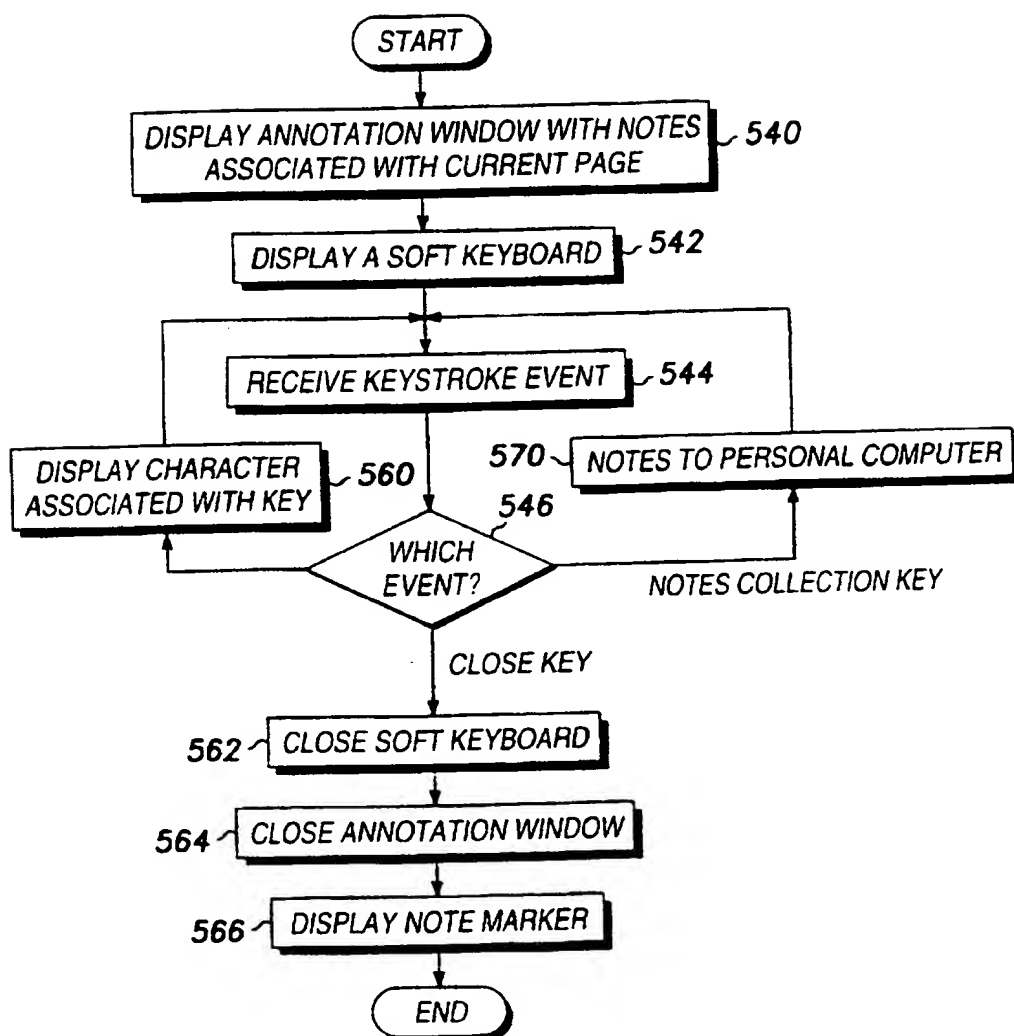 START
DISPLAY ANNOTATION WINDOW WITH NOTES
ASSOCIATED WITH CURRENT PAGE
540
DISPLAY A SOFT KEYBOARD
542
RECEIVE KEYSTROKE EVENT
544
DISPLAY CHARACTER
ASSOCIATED WITH KEY
560
570
NOTES TO PERSONAL COMPUTER
546
WHICH
EVENT?
NOTES COLLECTION KEY
CLOSE KEY
562
CLOSE SOFT KEYBOARD
564
CLOSE ANNOTATION WINDOW
566
DISPLAY NOTE MARKER
END